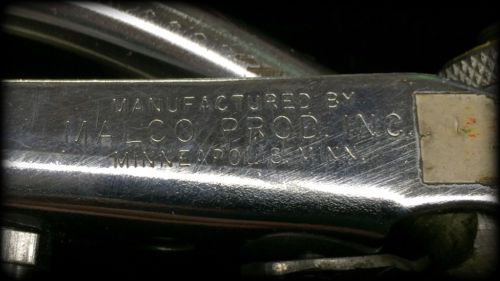 MANUFACTURED BY
MALCO PROD. INC.
MINNEAPOLIS MINN.